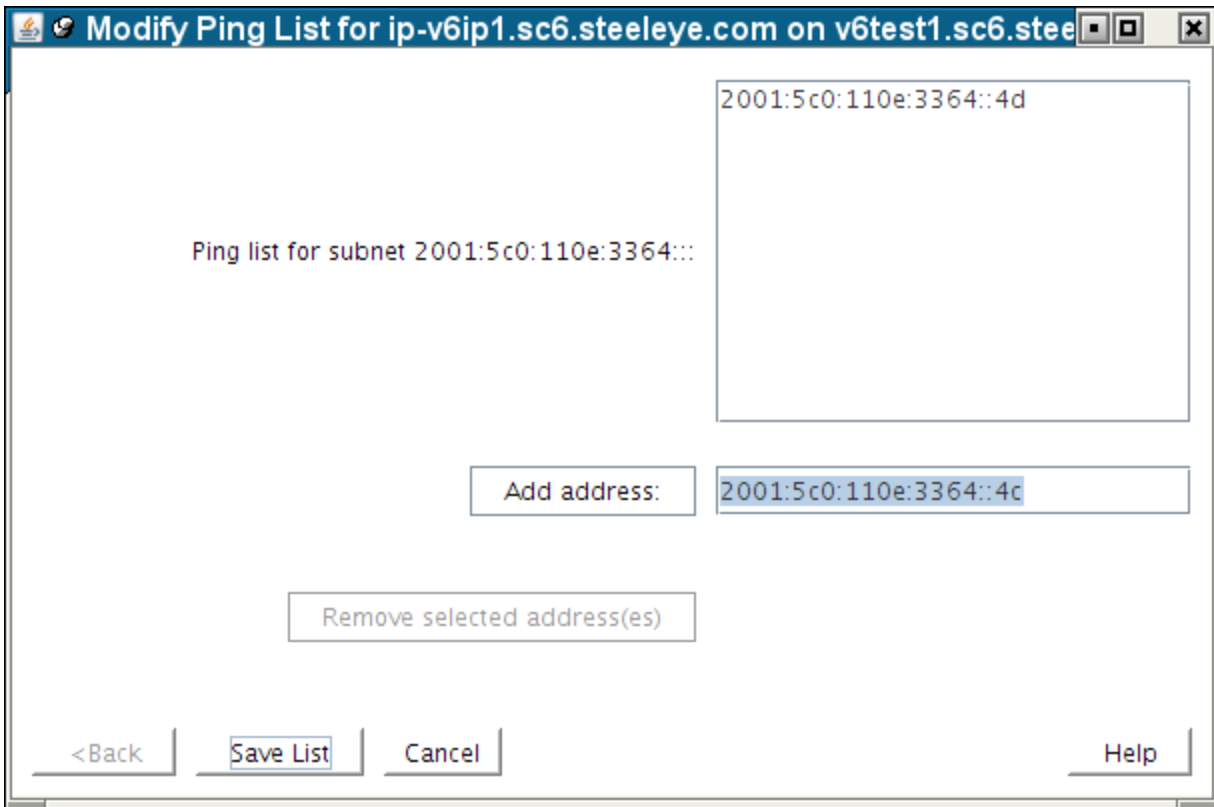 Modify Ping List for ip-v6ip1.sc6.steeleye.com on v6test1.sc6.stee
2001:5c0:110e:3364::4d
Ping list for subnet 2001:5c0:110e:3364:::
Add address:
2001:5c0:110e:3364::4c
Remove selected address(es)
<Back
Save List
Cancel
Help